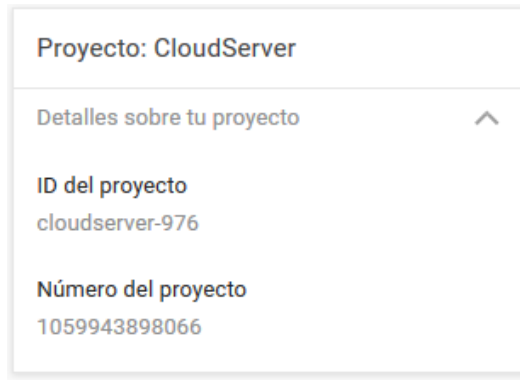 Proyecto: CloudServer
Detalles sobre tu proyecto
ID del proyecto
cloudserver-976
Número del proyecto
1059943898066